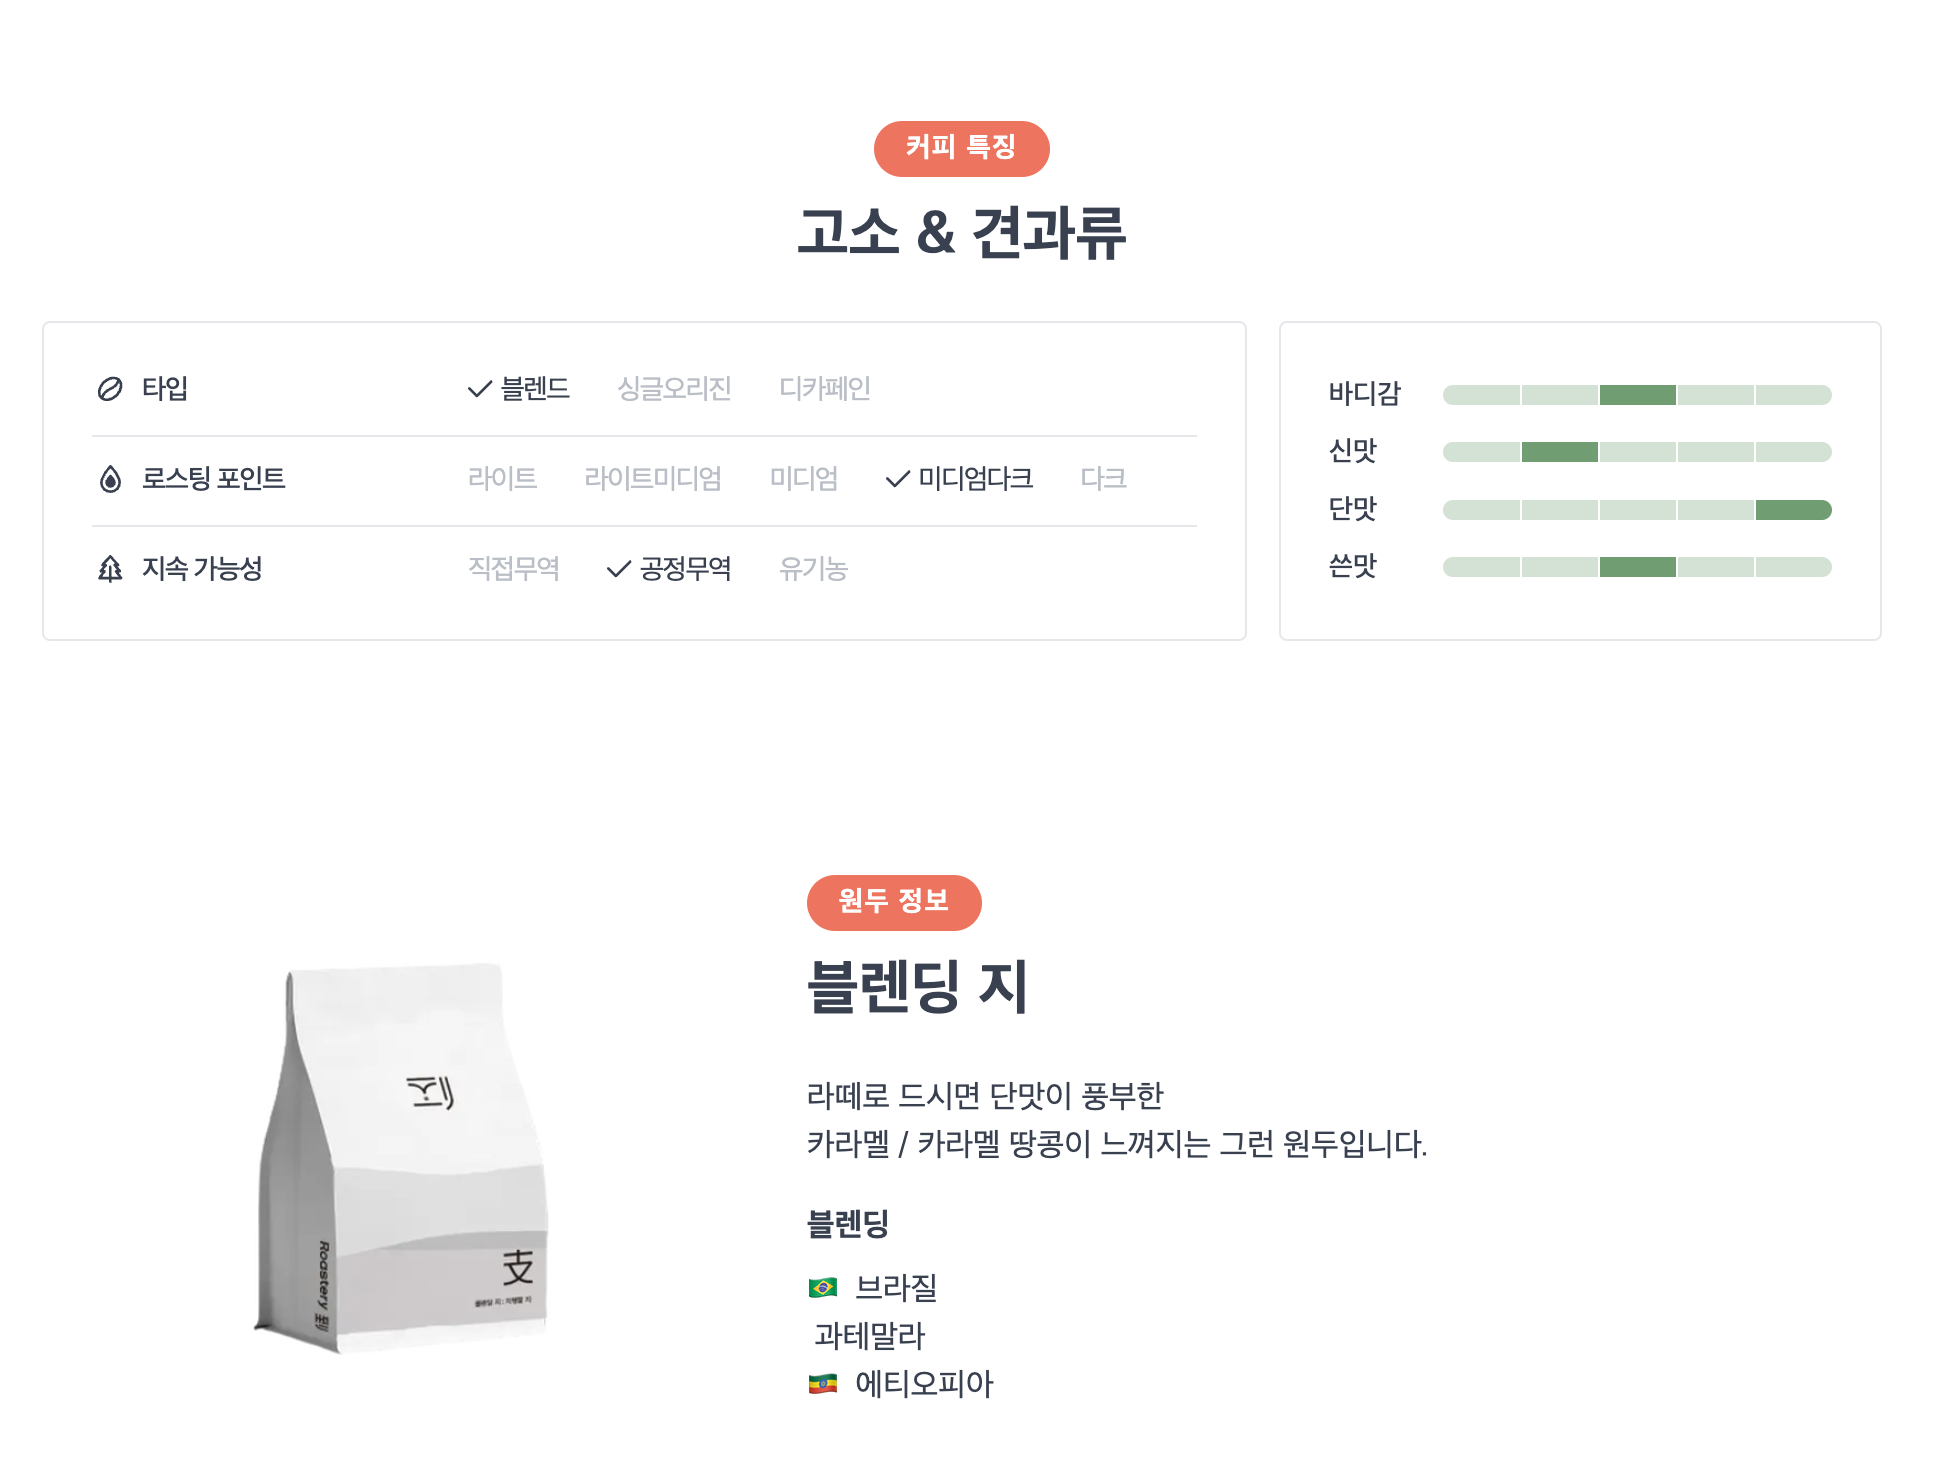 커피 특징
고소 & 견과류
타입 블렌드 싱글오리진 디카페인
로스팅 포인트 라이트 라이트미디엄 미디엄 미디엄다크 다크
지속 가능성 직접무역 공정무역 유기농
바디감
신맛
단맛
쓴맛
원두 정보
블렌딩 지
라떼로 드시면 단맛이 풍부한
카라멜 / 카라멜 땅콩이 느껴지는 그런 원두입니다.
블렌딩
🇧🇷 브라질
과테말라
🇪🇹 에티오피아
支
Roastery